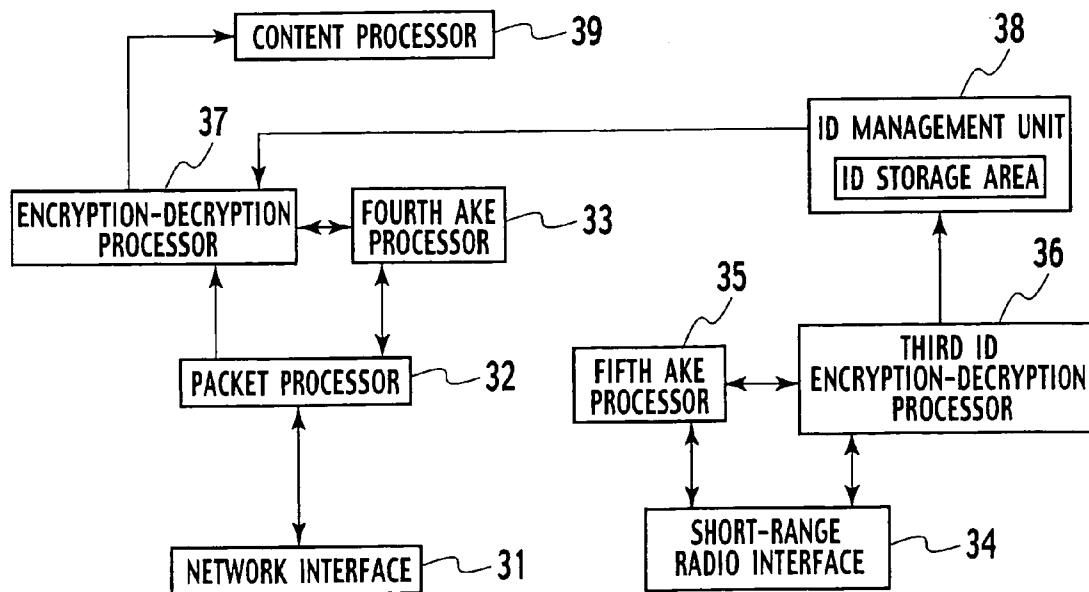 CONTENT PROCESSOR
39
38
37
ID MANAGEMENT UNIT
ID STORAGE AREA
ENCRYPTION-DECRYPTION
PROCESSOR
FOURTH AKE
PROCESSOR
33
36
35
PACKET PROCESSOR
32
FIFTH AKE
PROCESSOR
THIRD ID
ENCRYPTION-DECRYPTION
PROCESSOR
SHORT-RANGE
RADIO INTERFACE
34
NETWORK INTERFACE
31